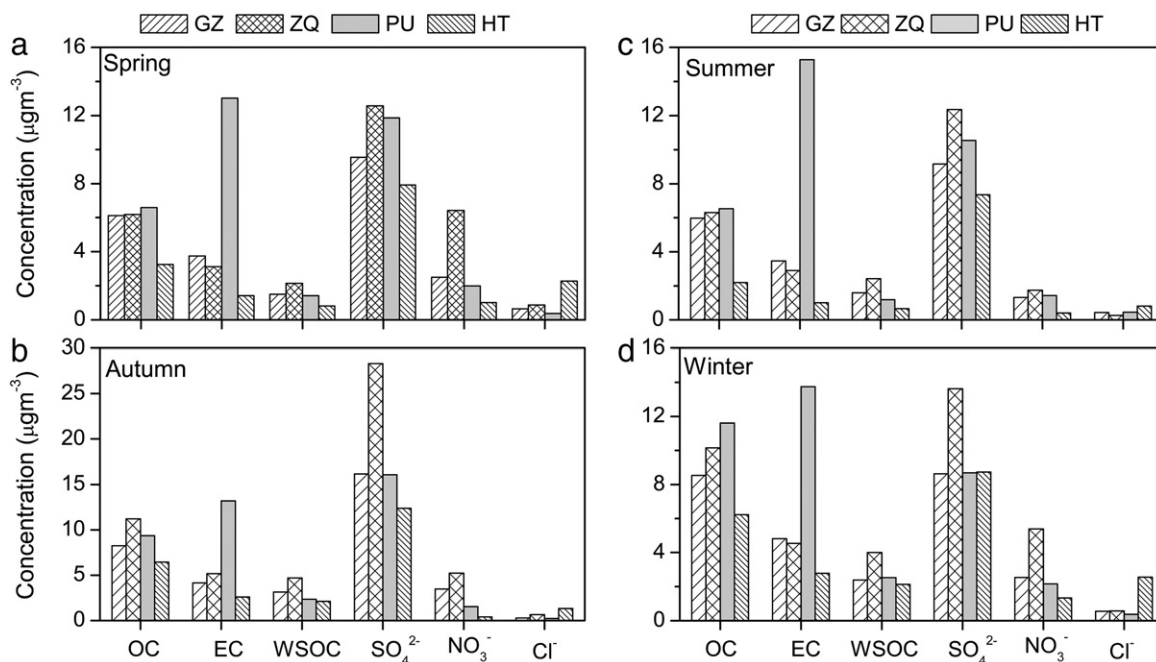 GZ ZQ PU HT
GZ ZQ PU HT
a
Spring
16
12
8
4
0
Concentration (μgm⁻³)
c
Summer
16
12
8
4
0
b
Autumn
30
25
20
15
10
5
0
Concentration (μgm⁻³)
OC EC WSOC SO₄²⁻ NO₃⁻ Cl⁻
d
Winter
16
12
8
4
0
OC EC WSOC SO₄²⁻ NO₃⁻ Cl⁻